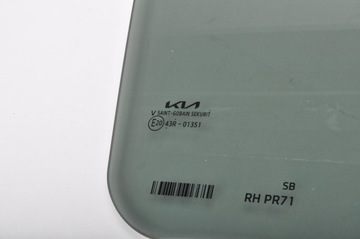 KIA
V SAINT-GOBAIN SEKURIT
E20 43R - 01351
SB
RH PR71